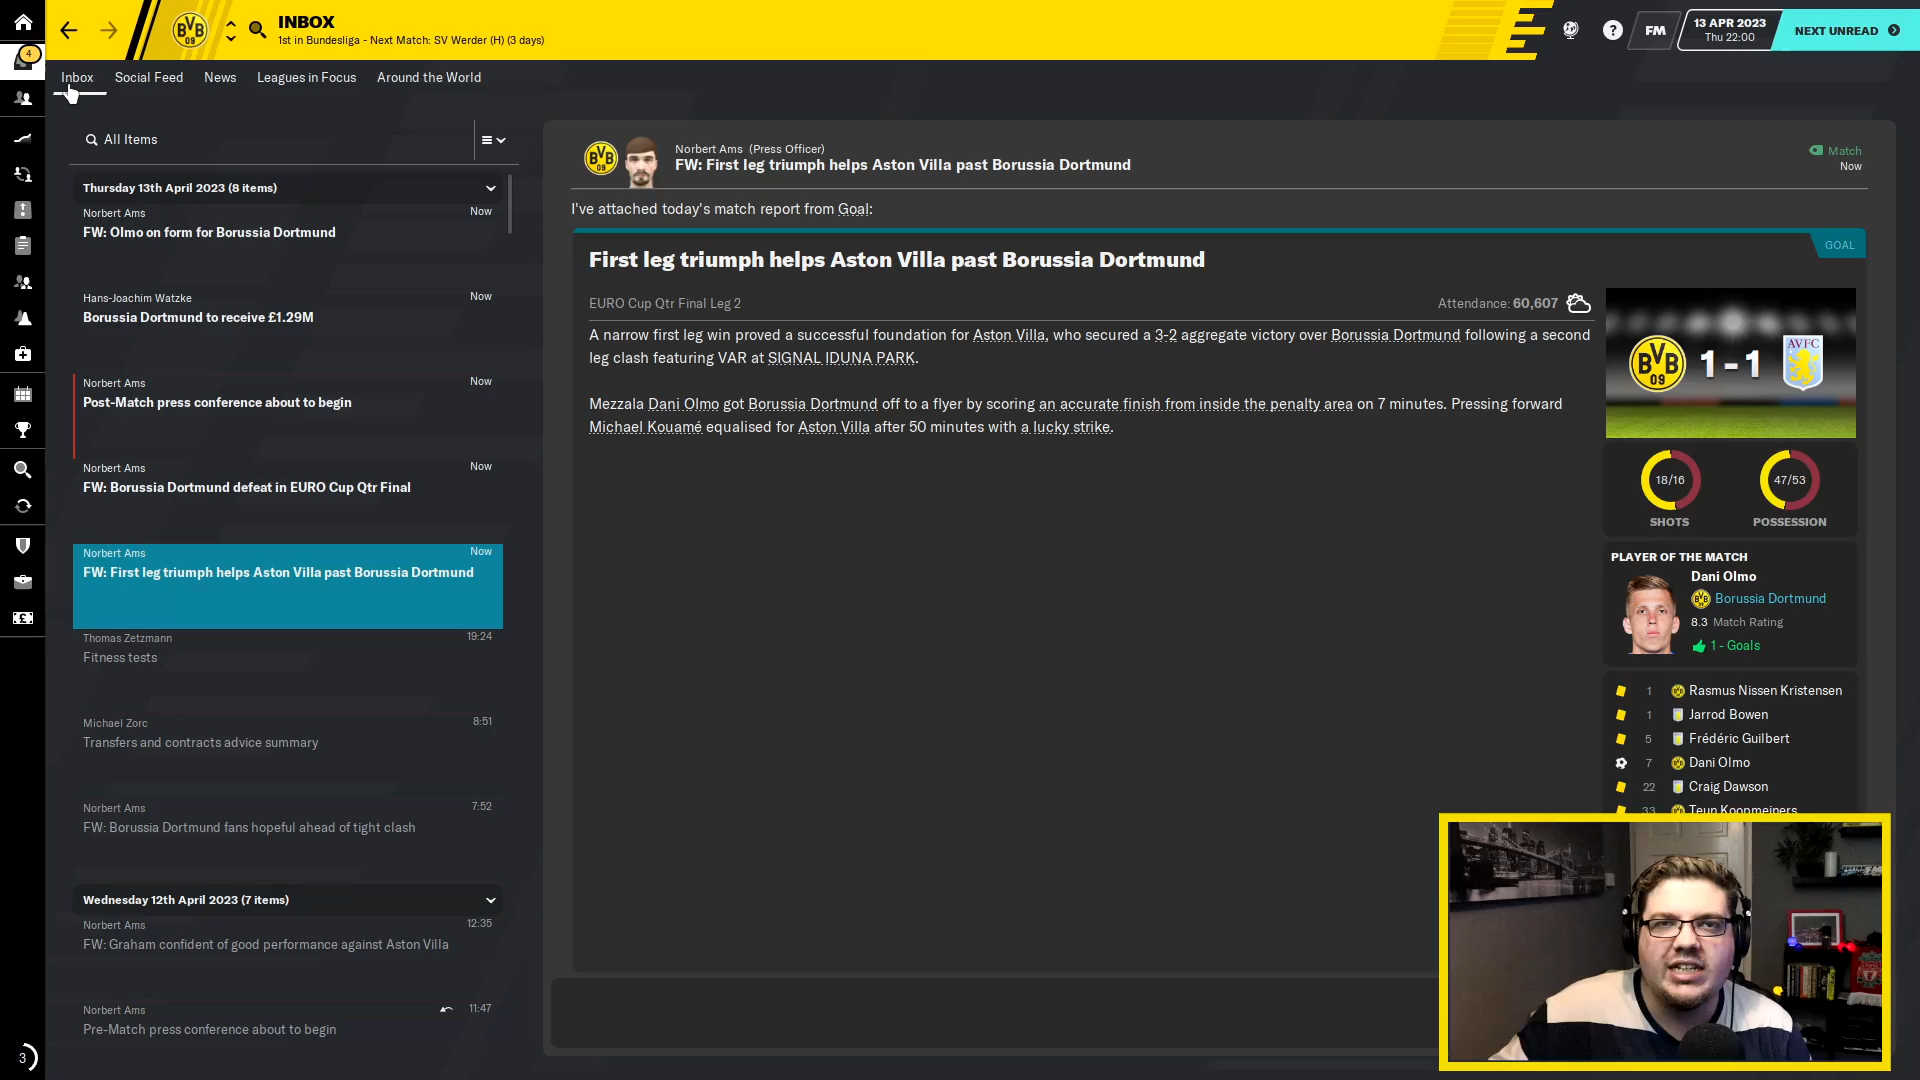 INBOX
1st in Bundesliga - Next Match: SV Werder (H) (3 days)
FM
13 APR 2023
Thu 22:00
NEXT UNREAD
4
Inbox
Social Feed
News
Leagues in Focus
Around the World
All Items
Thursday 13th April 2023 (8 items)
Norbert Ams
Now
FW: Olmo on form for Borussia Dortmund
Hans-Joachim Watzke
Now
Borussia Dortmund to receive £1.29M
Norbert Ams
Now
Post-Match press conference about to begin
Norbert Ams
Now
FW: Borussia Dortmund defeat in EURO Cup Qtr Final
Norbert Ams
Now
FW: First leg triumph helps Aston Villa past Borussia Dortmund
Thomas Zetzmann
19:24
Fitness tests
Michael Zorc
8:51
Transfers and contracts advice summary
Norbert Ams
7:52
FW: Borussia Dortmund fans hopeful ahead of tight clash
Wednesday 12th April 2023 (7 items)
Norbert Ams
12:35
FW: Graham confident of good performance against Aston Villa
Norbert Ams
11:47
Pre-Match press conference about to begin
3
BVB
09
Norbert Ams (Press Officer)
FW: First leg triumph helps Aston Villa past Borussia Dortmund
Match
Now
I've attached today's match report from Goal:
GOAL
First leg triumph helps Aston Villa past Borussia Dortmund
EURO Cup Qtr Final Leg 2
Attendance: 60,607
A narrow first leg win proved a successful foundation for Aston Villa, who secured a 3-2 aggregate victory over Borussia Dortmund following a second
leg clash featuring VAR at SIGNAL IDUNA PARK.
Mezzala Dani Olmo got Borussia Dortmund off to a flyer by scoring an accurate finish from inside the penalty area on 7 minutes. Pressing forward
Michael Kouamé equalised for Aston Villa after 50 minutes with a lucky strike.
BVB
09
1 - 1
AVFC
18/16
SHOTS
47/53
POSSESSION
PLAYER OF THE MATCH
Dani Olmo
Borussia Dortmund
8.3 Match Rating
1 - Goals
1 Rasmus Nissen Kristensen
1 Jarrod Bowen
5 Frédéric Guilbert
7 Dani Olmo
22 Craig Dawson
33 Teun Koopmeiners